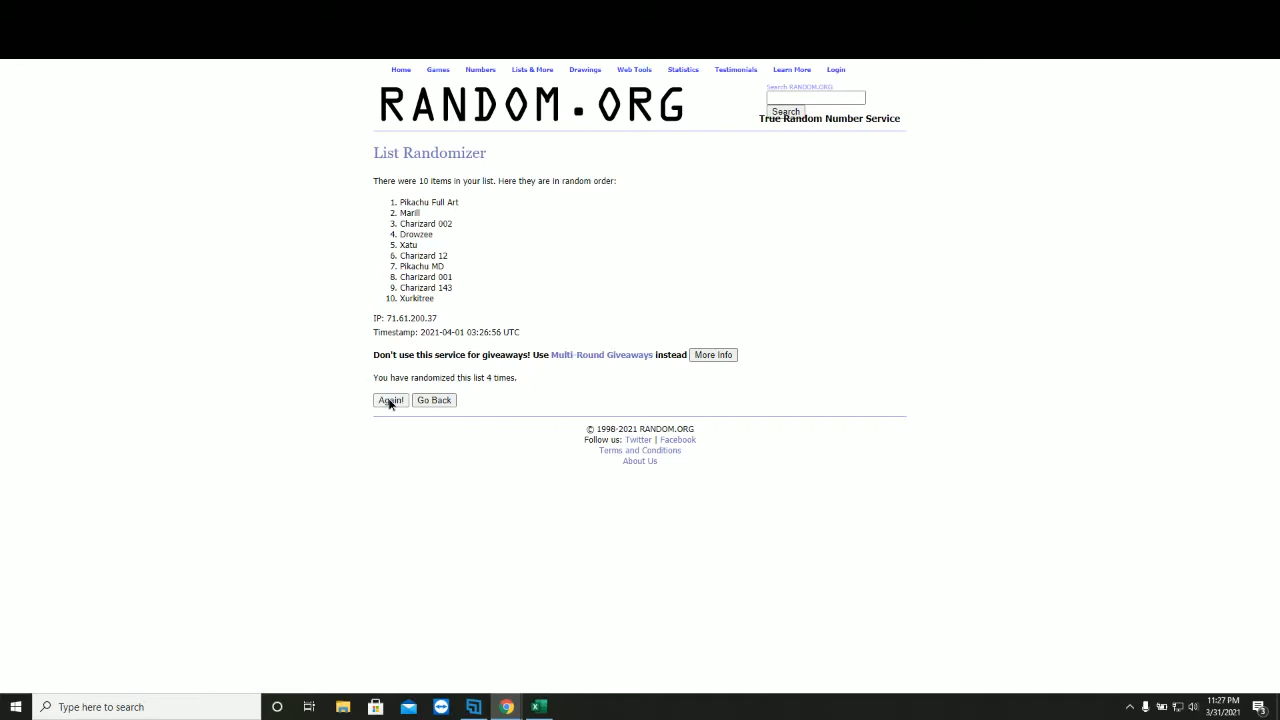 Home Games Numbers Lists & More Drawings Web Tools Statistics Testimonials Learn More Login
RANDOM.ORG
Search RANDOM.ORG
Search
True Random Number Service
List Randomizer
There were 10 items in your list. Here they are in random order:
1. Pikachu Full Art
2. Marill
3. Charizard 002
4. Drowzee
5. Xatu
6. Charizard 12
7. Pikachu MD
8. Charizard 001
9. Charizard 143
10. Xurkitree
IP: 71.61.200.37
Timestamp: 2021-04-01 03:26:56 UTC
Don't use this service for giveaways! Use Multi-Round Giveaways instead More Info
You have randomized this list 4 times.
Again! Go Back
© 1998-2021 RANDOM.ORG
Follow us: Twitter | Facebook
Terms and Conditions
About Us
Type here to search
11:27 PM
3/31/2021